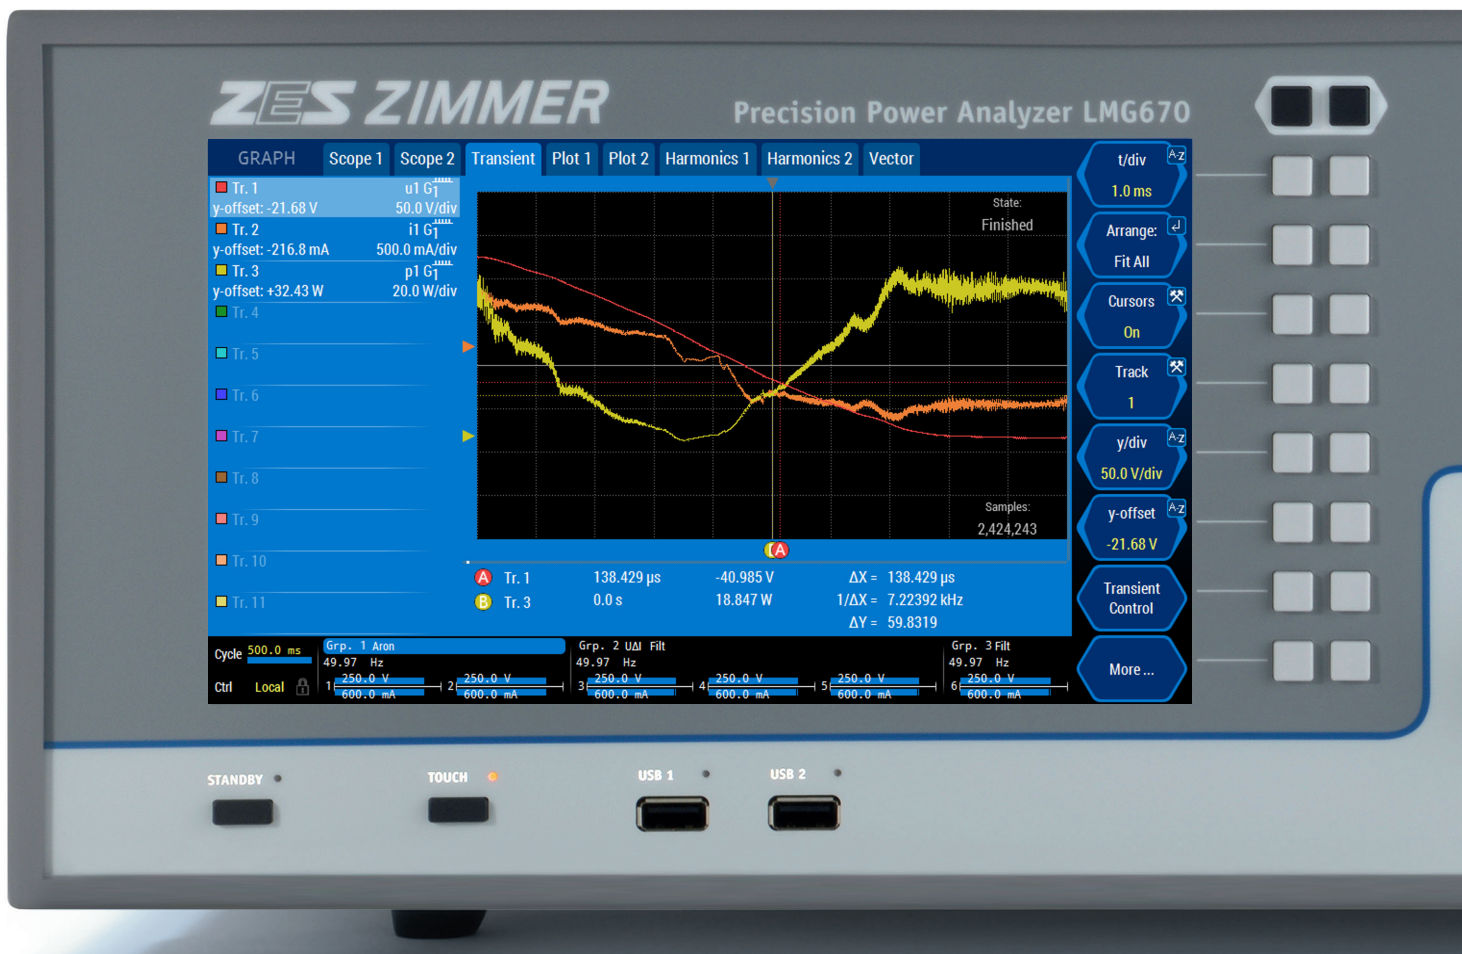 ZES ZIMMER
Precision Power Analyzer LMG670
GRAPH Scope 1 Scope 2 Transient Plot 1 Plot 2 Harmonics 1 Harmonics 2 Vector
Tr. 1 u1 G1
y-offset: -21.68 V 50.0 V/div
Tr. 2 i1 G1
y-offset: -216.8 mA 500.0 mA/div
Tr. 3 p1 G1
y-offset: +32.43 W 20.0 W/div
Tr. 4
Tr. 5
Tr. 6
Tr. 7
Tr. 8
Tr. 9
Tr. 10
Tr. 11
State:
Finished
Samples:
2,424,243
A
A Tr. 1 138.429 µs -40.985 V ΔX = 138.429 µs
B Tr. 3 0.0 s 18.847 W 1/ΔX = 7.22392 kHz
ΔY = 59.8319
t/div A-Z
1.0 ms
Arrange:
Fit All
Cursors
On
Track
1
y/div A-Z
50.0 V/div
y-offset A-Z
-21.68 V
Transient
Control
More ...
Cycle 500.0 ms
Ctrl Local
Grp. 1 Aron
49.97 Hz
Grp. 2 UΔI Filt
49.97 Hz
Grp. 3 Filt
49.97 Hz
1 250.0 V
600.0 mA
2 250.0 V
600.0 mA
3 250.0 V
600.0 mA
4 250.0 V
600.0 mA
5 250.0 V
600.0 mA
6 250.0 V
600.0 mA
STANDBY
TOUCH
USB 1
USB 2